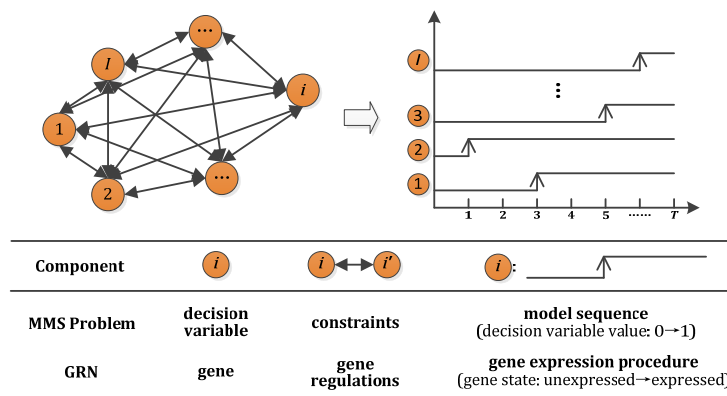 ...
I
i
1
2
...
I
3
2
1
1 2 3 4 5 ...... T
Component i i i′ i :
MMS Problem decision variable constraints model sequence
(decision variable value: 0→1)
GRN gene gene regulations gene expression procedure
(gene state: unexpressed→expressed)